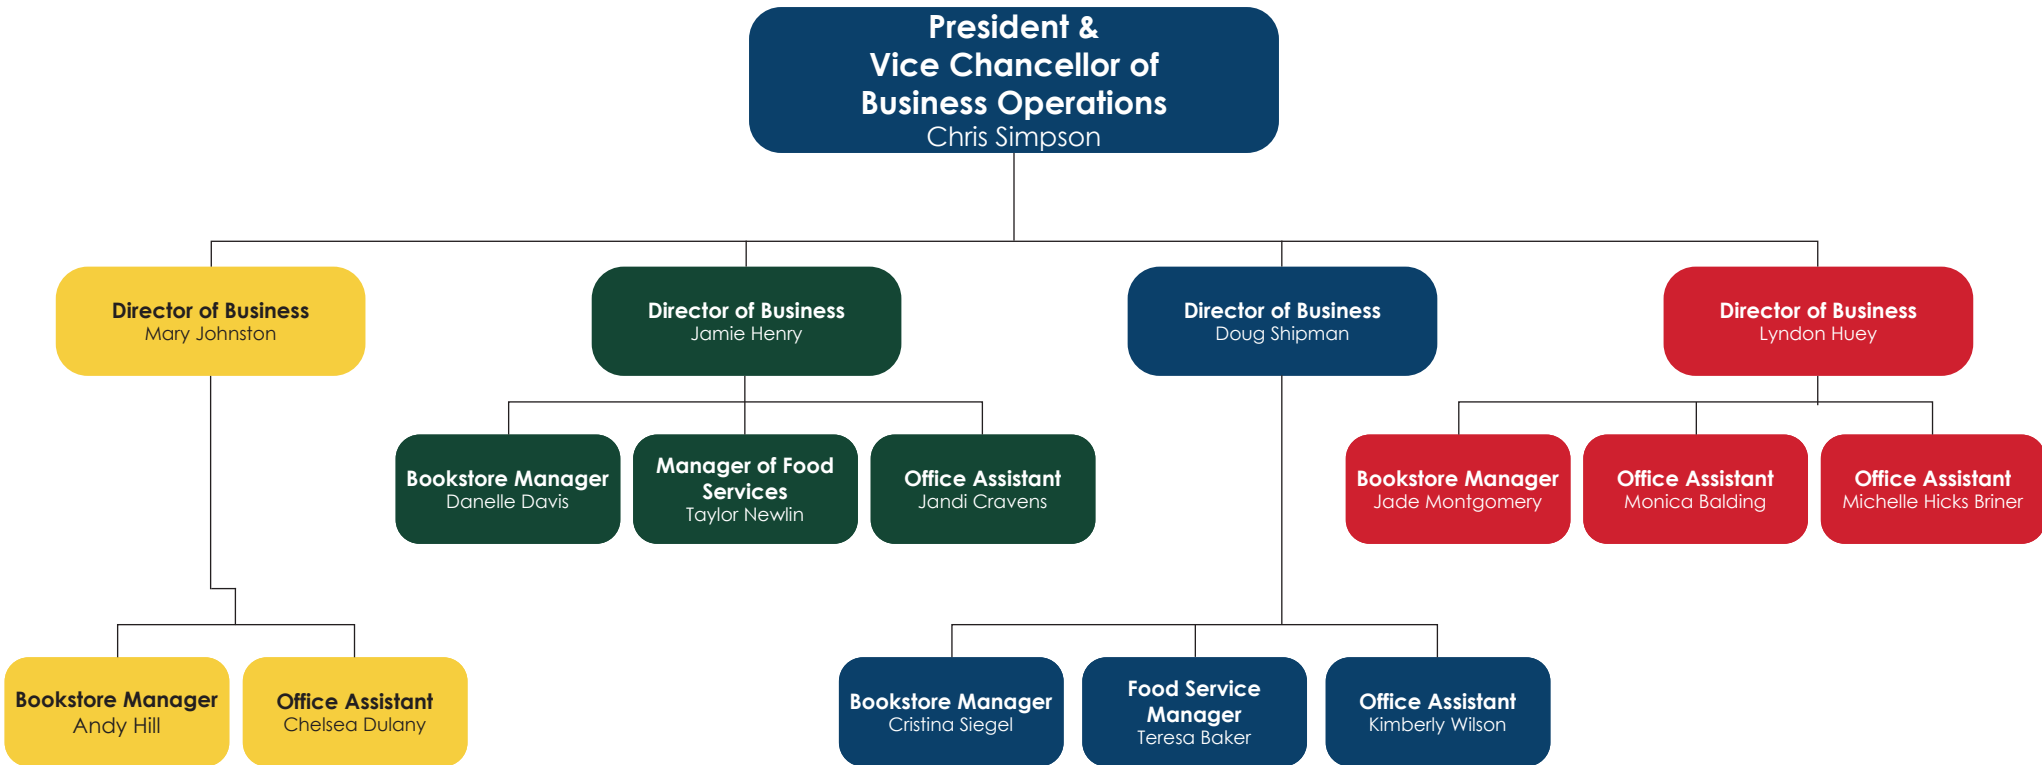 President &
Vice Chancellor of
Business Operations
Chris Simpson
Director of Business
Mary Johnston
Director of Business
Jamie Henry
Director of Business
Doug Shipman
Director of Business
Lyndon Huey
Bookstore Manager
Danelle Davis
Manager of Food
Services
Taylor Newlin
Office Assistant
Jandi Cravens
Bookstore Manager
Jade Montgomery
Office Assistant
Monica Balding
Office Assistant
Michelle Hicks Briner
Bookstore Manager
Andy Hill
Office Assistant
Chelsea Dulany
Bookstore Manager
Cristina Siegel
Food Service
Manager
Teresa Baker
Office Assistant
Kimberly Wilson